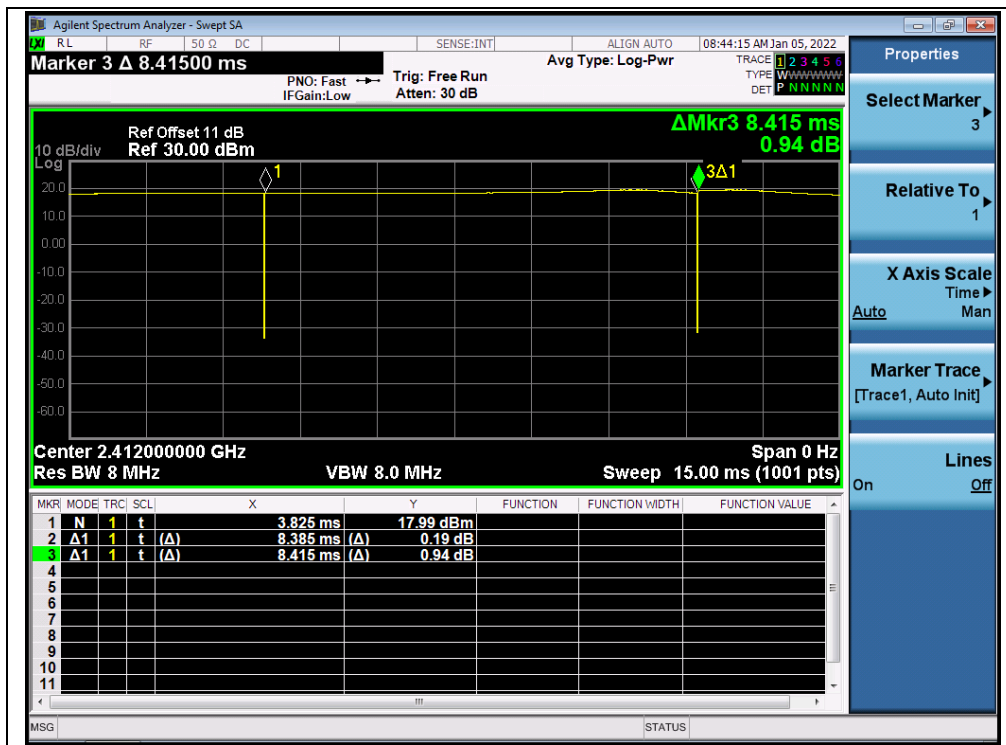 Agilent Spectrum Analyzer - Swept SA
LXI RL RF 50 Ω DC SENSE:INT ALIGN AUTO 08:44:15 AM Jan 05, 2022
Marker 3 Δ 8.41500 ms
PNO: Fast
IFGain:Low
Trig: Free Run
Atten: 30 dB
Avg Type: Log-Pwr
TRACE 1 2 3 4 5 6
TYPE W WWWWW
DET P N N N N N
ΔMkr3 8.415 ms
0.94 dB
Ref Offset 11 dB
10 dB/div Ref 30.00 dBm
Log
1
3Δ1
20.0
10.0
0.00
-10.0
-20.0
-30.0
-40.0
-50.0
-60.0
Center 2.412000000 GHz Span 0 Hz
Res BW 8 MHz VBW 8.0 MHz Sweep 15.00 ms (1001 pts)
MKR MODE TRC SCL X Y FUNCTION FUNCTION WIDTH FUNCTION VALUE
1 N 1 t 3.825 ms 17.99 dBm
2 Δ1 1 t (Δ) 8.385 ms (Δ) 0.19 dB
3 Δ1 1 t (Δ) 8.415 ms (Δ) 0.94 dB
4
5
6
7
8
9
10
11
MSG STATUS
Properties
Select Marker
3
Relative To
1
X Axis Scale
Time
Auto Man
Marker Trace
[Trace1, Auto Init]
Lines
On Off